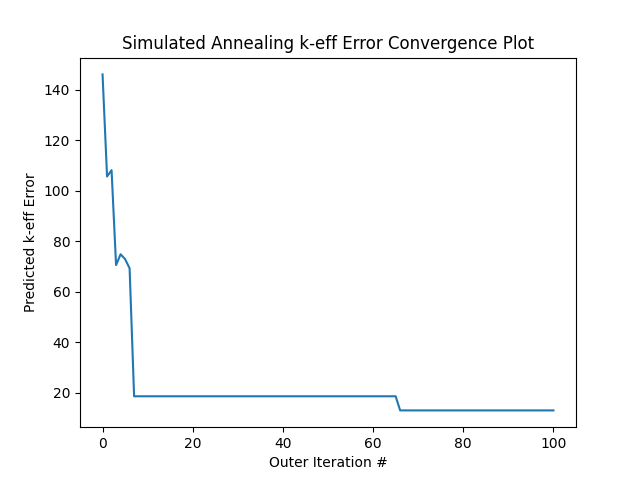 Simulated Annealing k-eff Error Convergence Plot
140
120
100
80
60
40
20
Predicted k-eff Error
0 20 40 60 80 100
Outer Iteration #